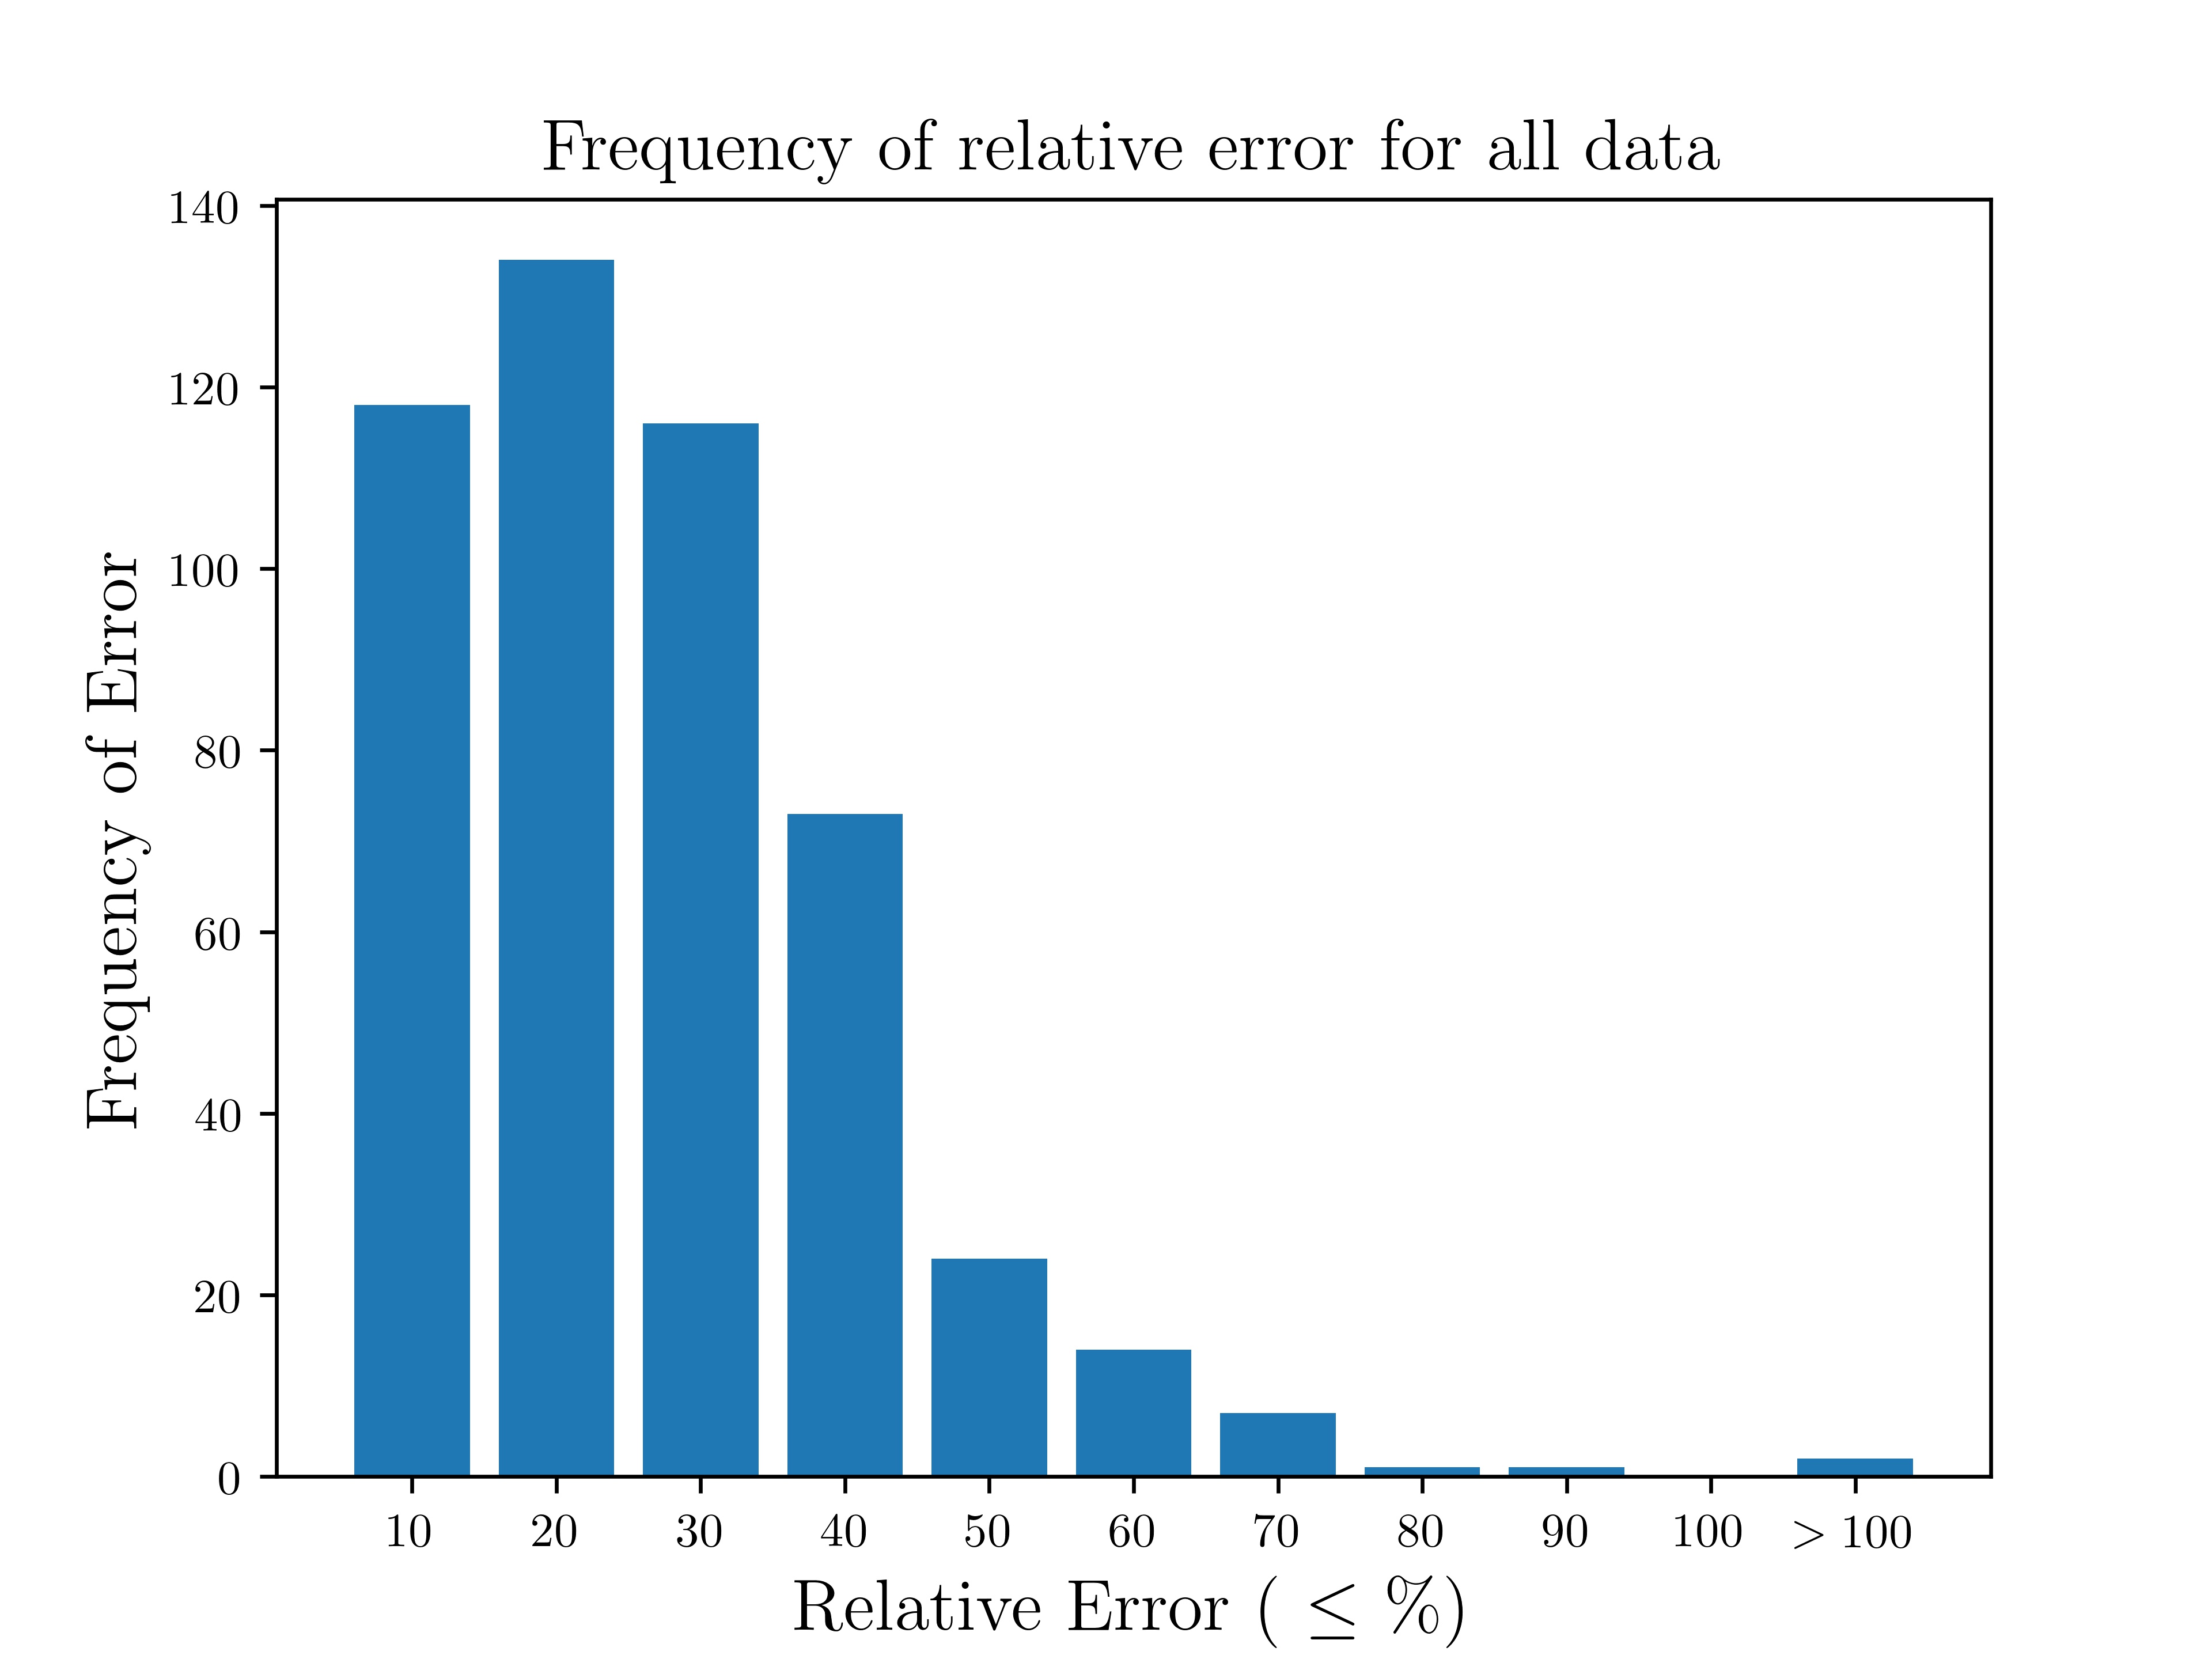 Frequency of relative error for all data
140
120
100
80
60
40
20
0
Frequency of Error
10 20 30 40 50 60 70 80 90 100 > 100
Relative Error ( ≤ %)